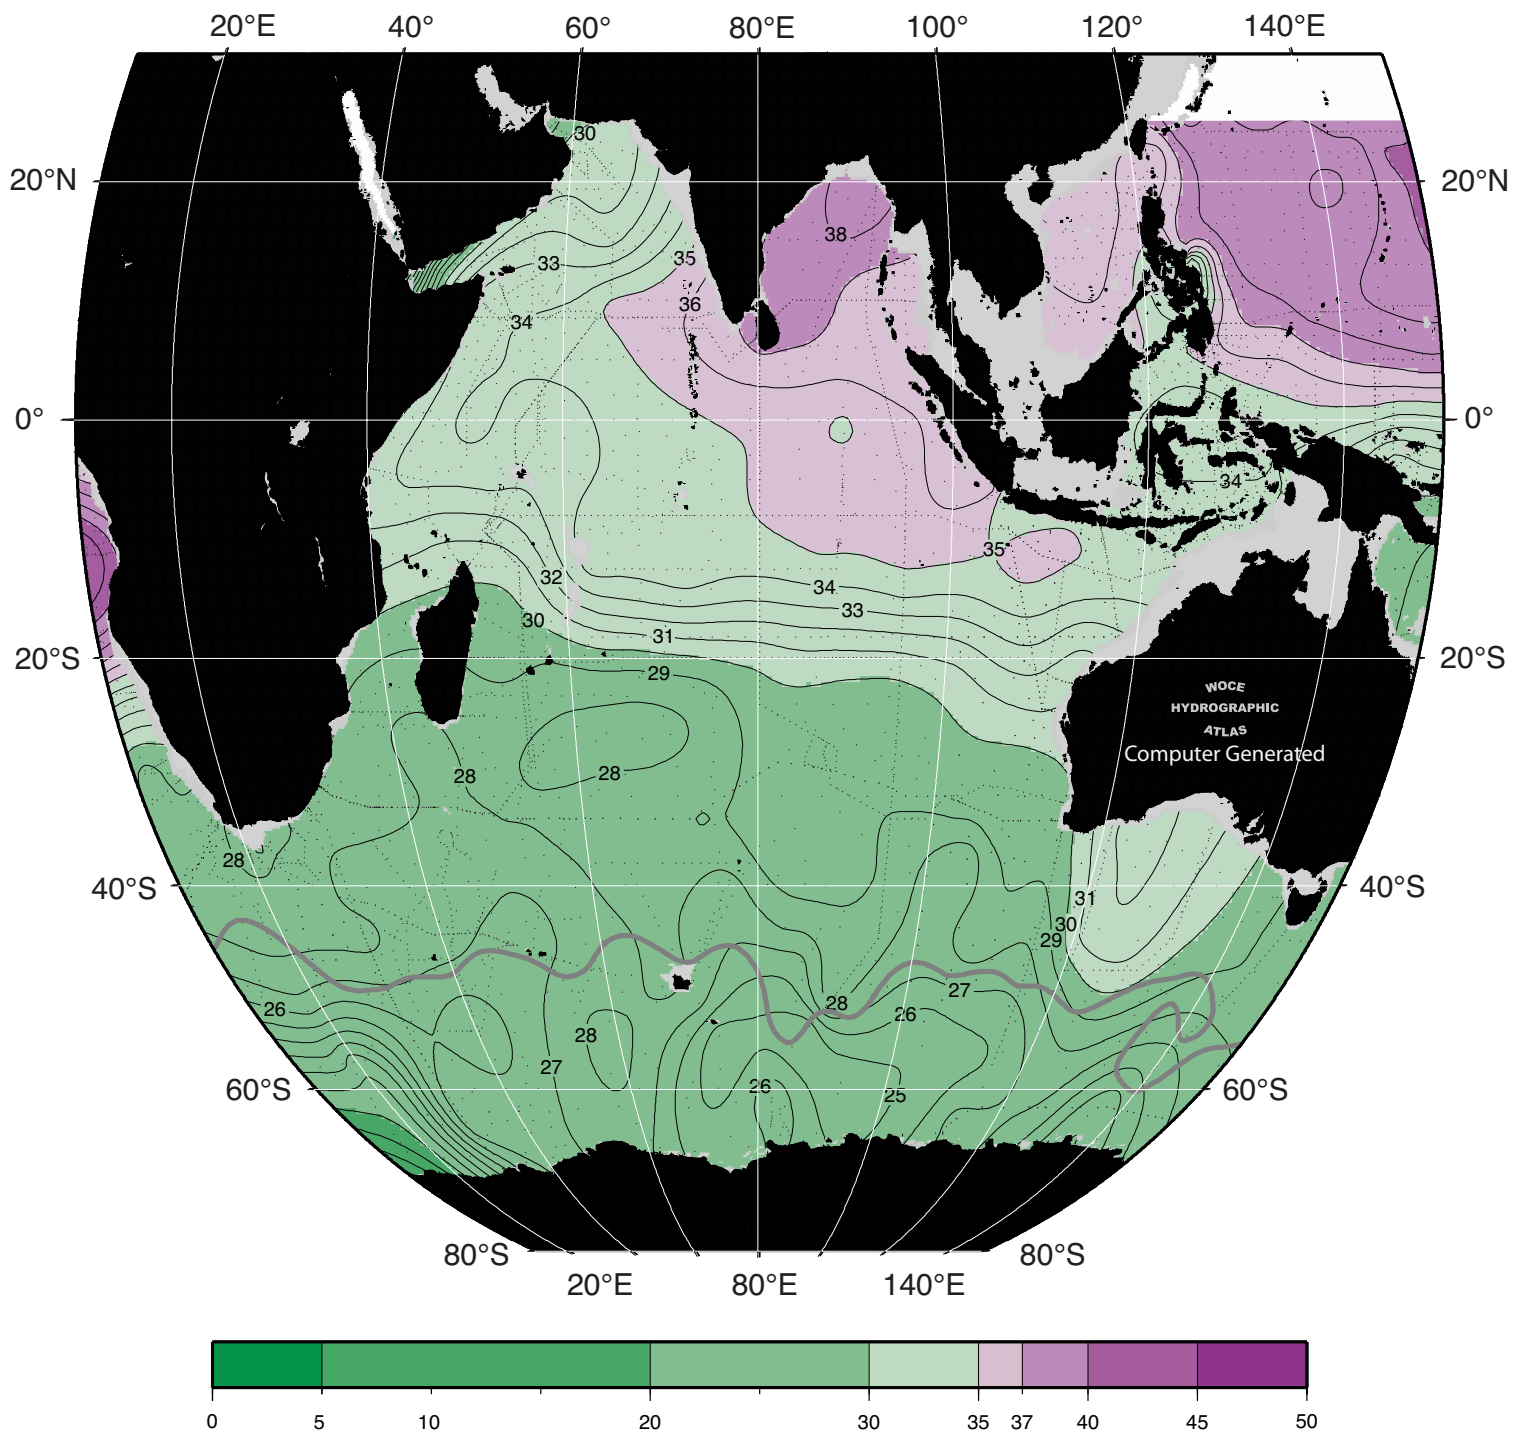 20°E 40° 60° 80°E 100° 120° 140°E
30
20°N 20°N
38
35
33
36
34
0° 0°
34
35
32 34
33
30
31
20°S 20°S
29
WOCE
HYDROGRAPHIC
ATLAS
Computer Generated
28 28
28
40°S 40°S
31
30
29
27
28
26 26
28
27
26 25
60°S 60°S
80°S 80°S
20°E 80°E 140°E
0 5 10 20 30 35 37 40 45 50